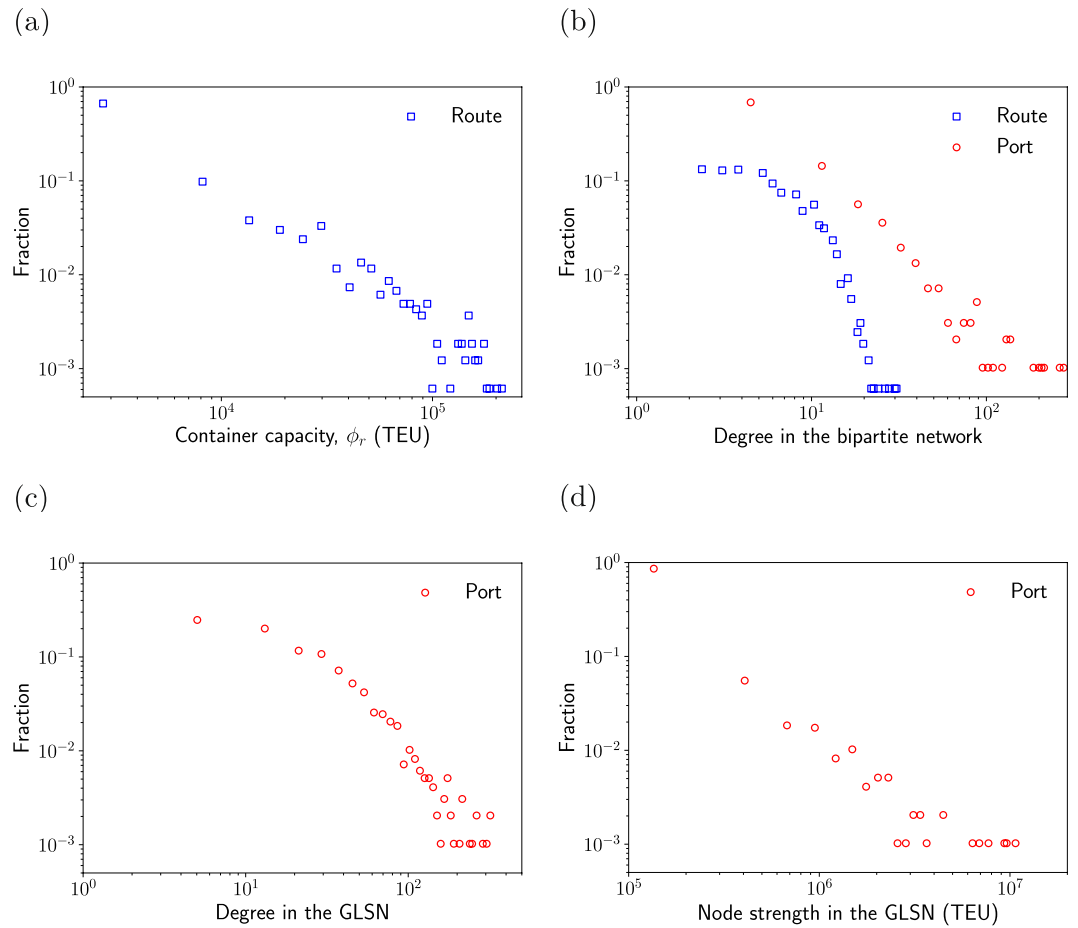 (a)
10^0
10^-1
10^-2
10^-3
Fraction
10^4
10^5
Container capacity, ϕ_r (TEU)
Route
(b)
10^0
10^-1
10^-2
10^-3
Fraction
10^0
10^1
10^2
Degree in the bipartite network
Route
Port
(c)
10^0
10^-1
10^-2
10^-3
Fraction
10^0
10^1
10^2
Degree in the GLSN
Port
(d)
10^0
10^-1
10^-2
10^-3
Fraction
10^5
10^6
10^7
Node strength in the GLSN (TEU)
Port